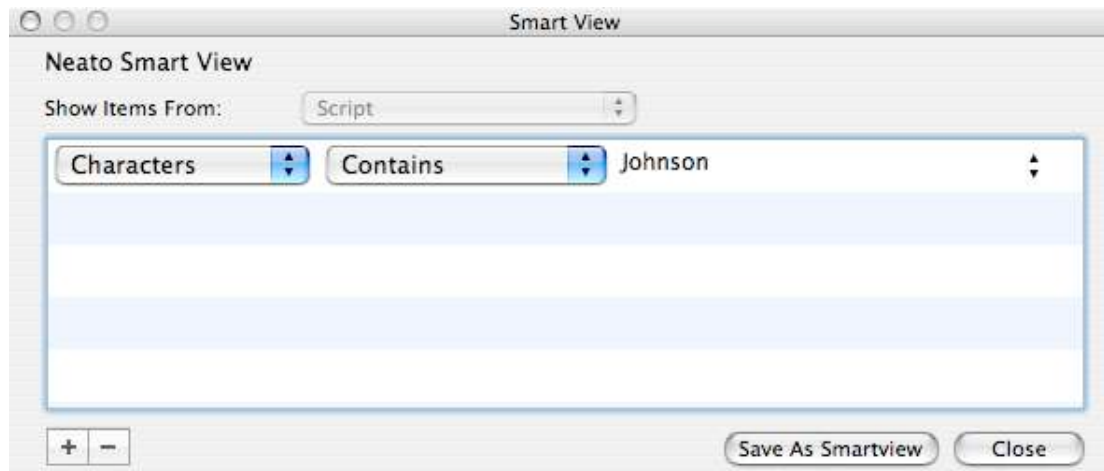 Smart View
Neato Smart View
Show Items From: Script
Characters Contains Johnson
+ −
Save As Smartview Close